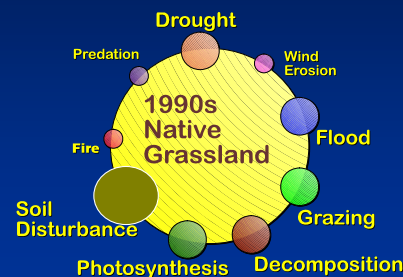 Drought
Predation
Wind
Erosion
1990s
Native
Grassland
Flood
Fire
Soil
Disturbance
Grazing
Photosynthesis
Decomposition